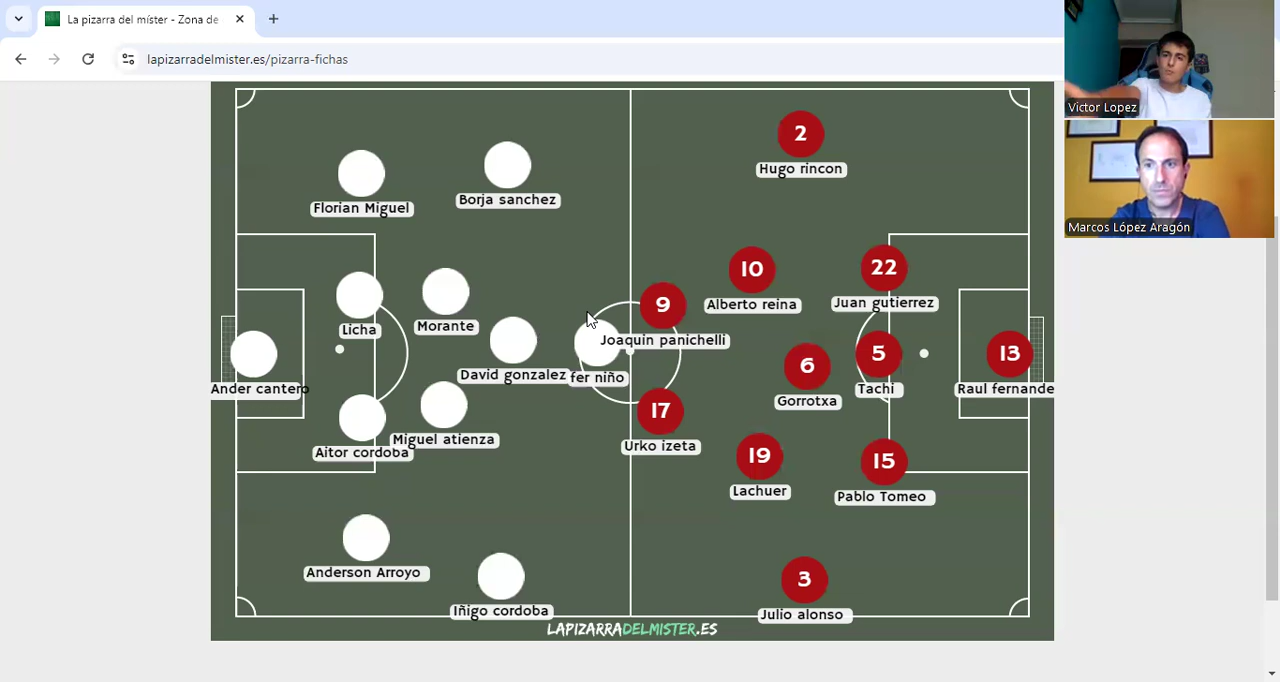 La pizarra del míster - Zona de
lapizarradelmister.es/pizarra-fichas
Victor Lopez
Marcos López Aragón
2
Hugo rincon
Florian Miguel
Borja sanchez
10
Alberto reina
22
Juan gutierrez
9
Joaquin panichelli
Licha
Morante
Ander cantero
David gonzalez
fer niño
6
Gorrotxa
5
Tachi
13
Raul fernande
17
Urko izeta
Aitor cordoba
Miguel atienza
19
Lachuer
15
Pablo Tomeo
Anderson Arroyo
Iñigo cordoba
3
Julio alonso
LAPIZARRADELMISTER.ES